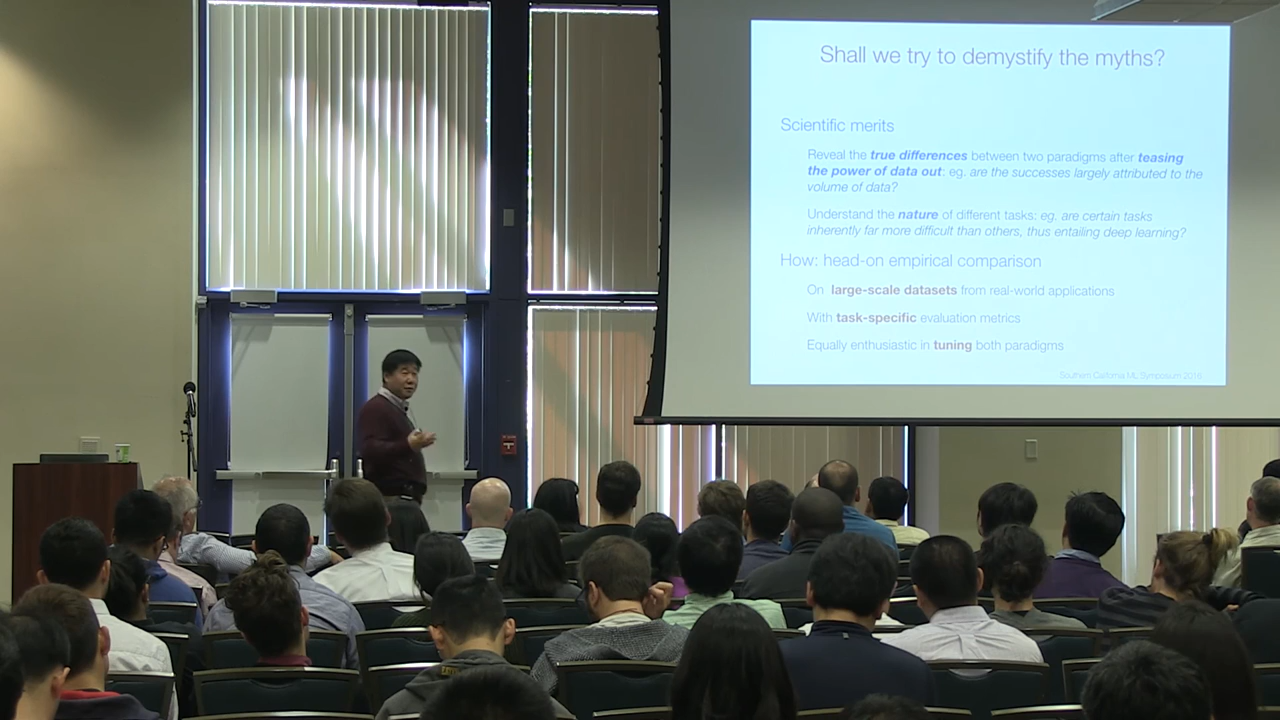 Shall we try to demystify the myths?
Scientific merits
Reveal the true differences between two paradigms after teasing
the power of data out: eg. are the successes largely attributed to the
volume of data?
Understand the nature of different tasks: eg. are certain tasks
inherently far more difficult than others, thus entailing deep learning?
How: head-on empirical comparison
On large-scale datasets from real-world applications
With task-specific evaluation metrics
Equally enthusiastic in tuning both paradigms
Southern California ML Symposium 2016